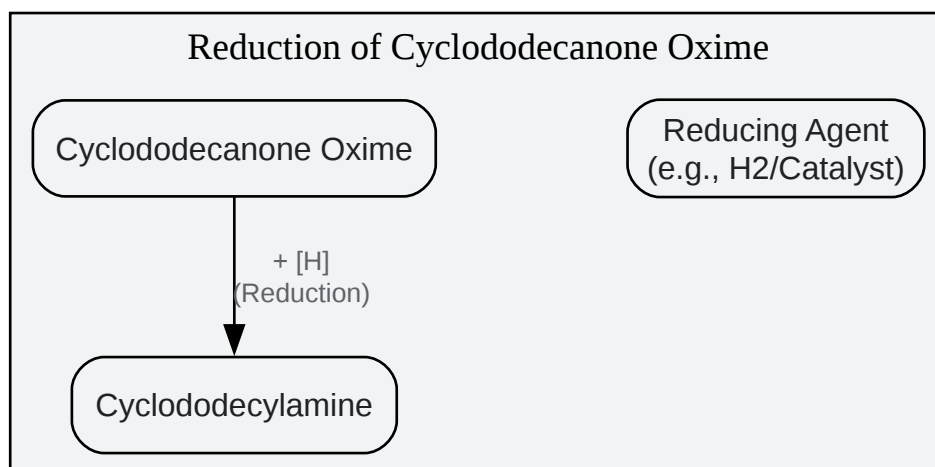 Reduction of Cyclododecanone Oxime
Cyclododecanone Oxime
Reducing Agent
(e.g., H2/Catalyst)
+ [H]
(Reduction)
Cyclododecylamine